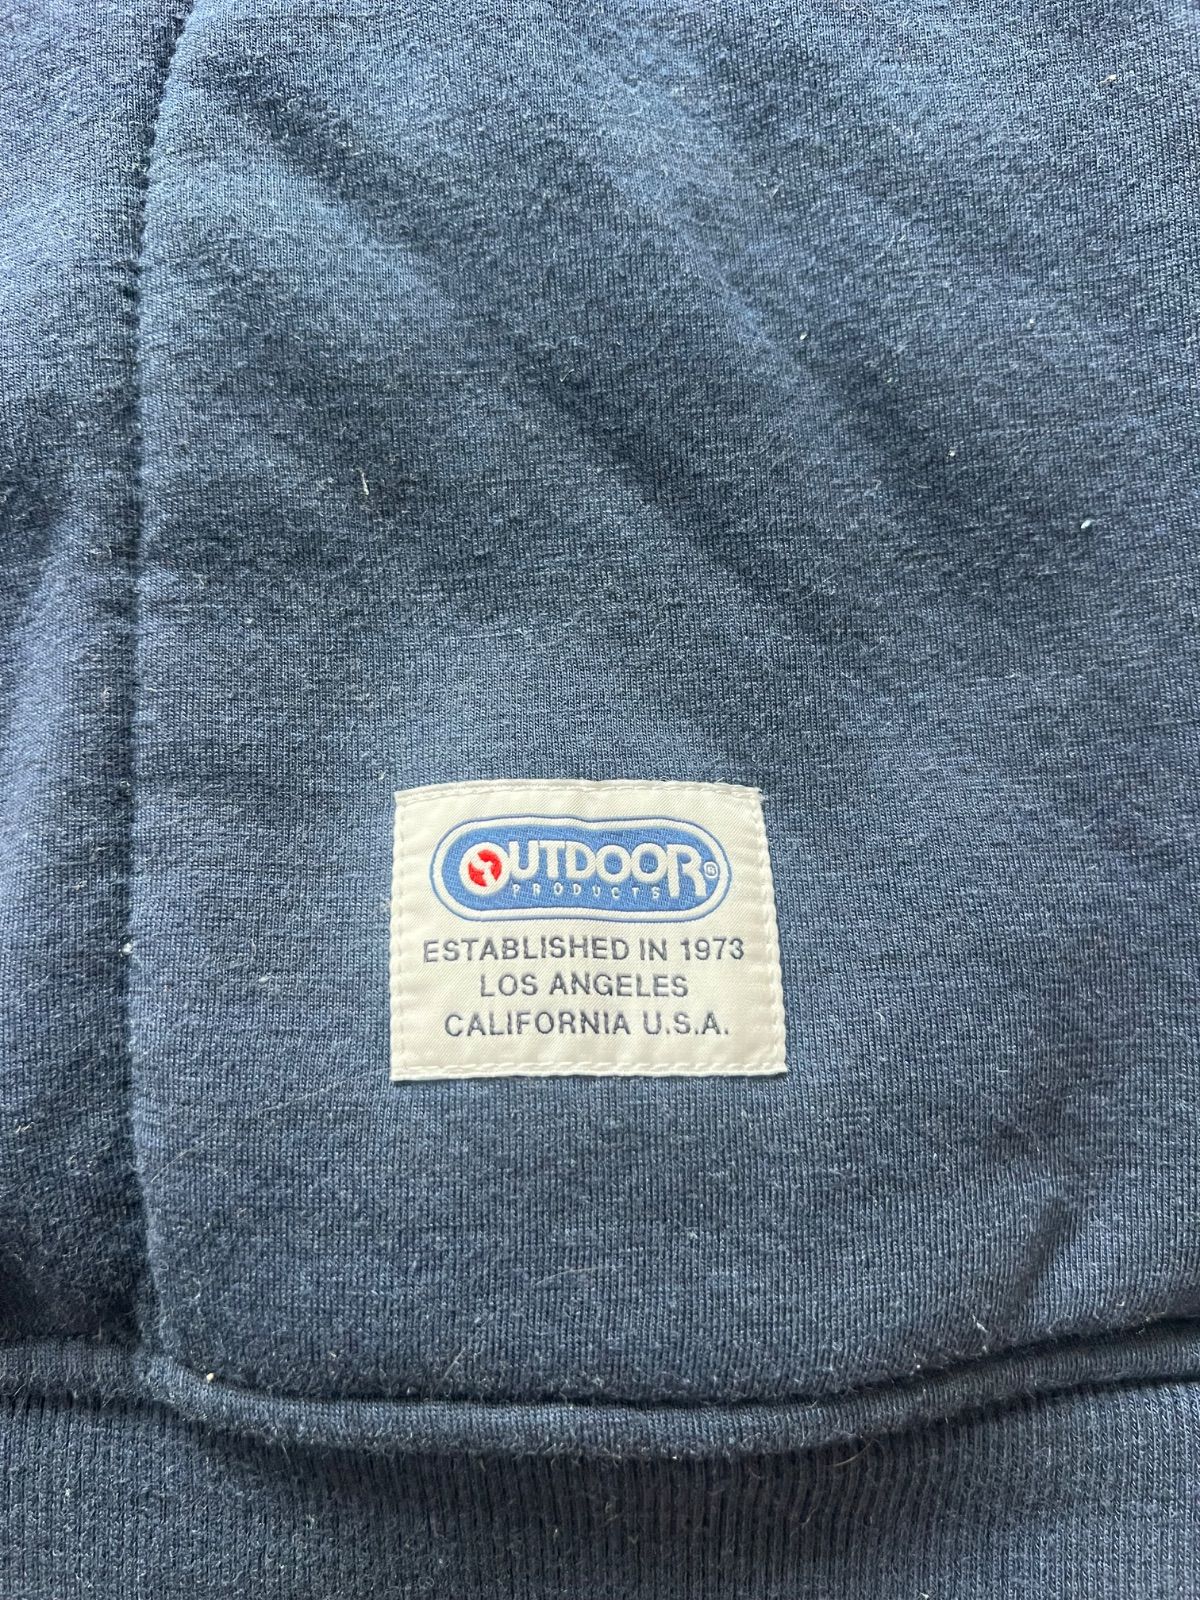 OUTDOOR®
PRODUCTS
ESTABLISHED IN 1973
LOS ANGELES
CALIFORNIA U.S.A.